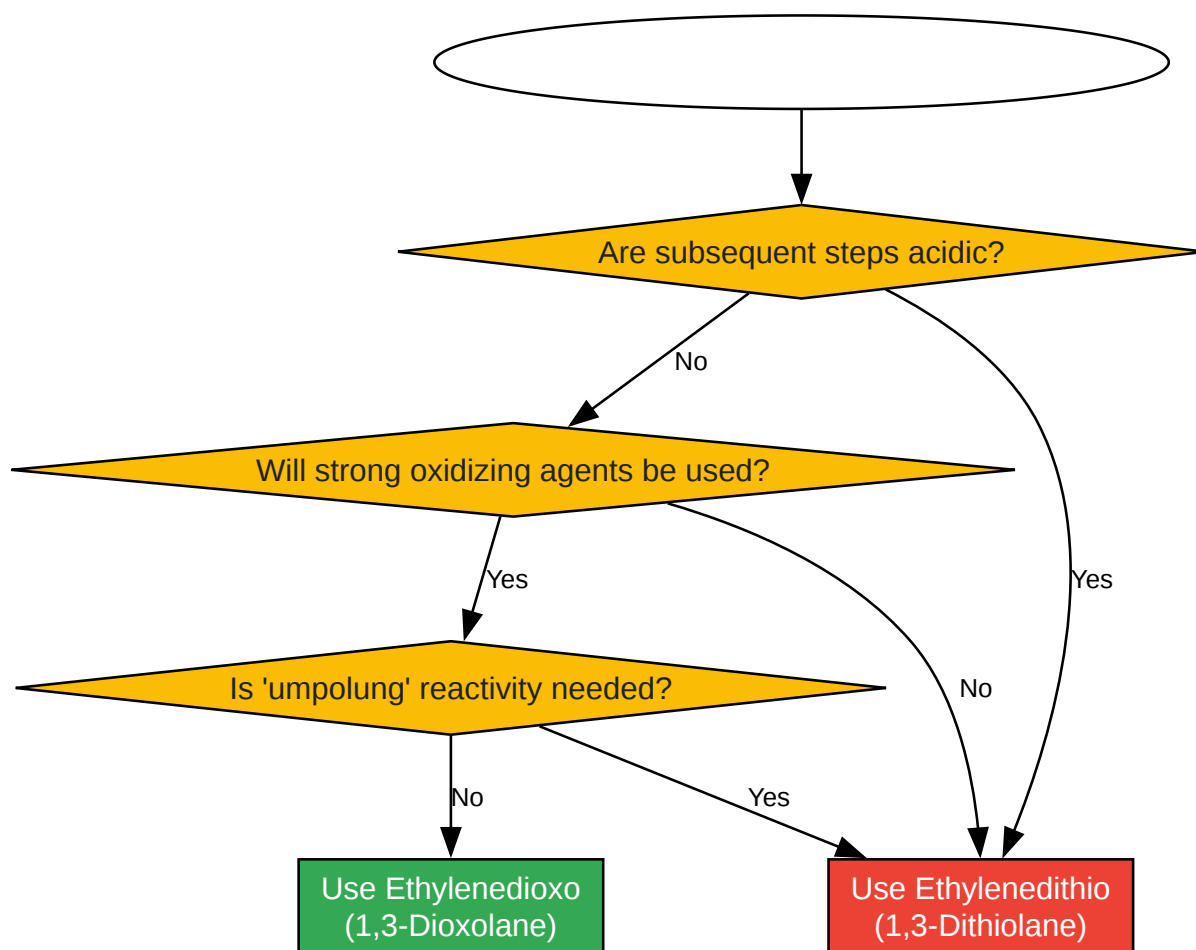 Are subsequent steps acidic?
No
Will strong oxidizing agents be used?
Yes
Yes
Is 'umpolung' reactivity needed?
No
No
Yes
Use Ethylenedioxo
(1,3-Dioxolane)
Use Ethylenedithio
(1,3-Dithiolane)